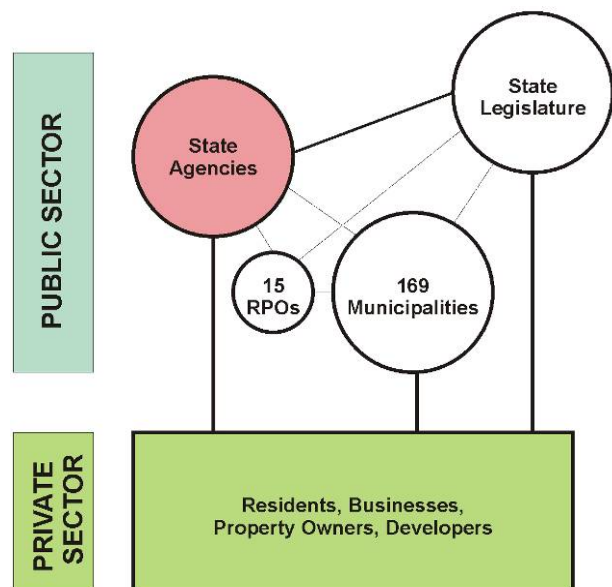 PUBLIC SECTOR
State
Legislature
State
Agencies
15
RPOs
169
Municipalities
PRIVATE
SECTOR
Residents, Businesses,
Property Owners, Developers